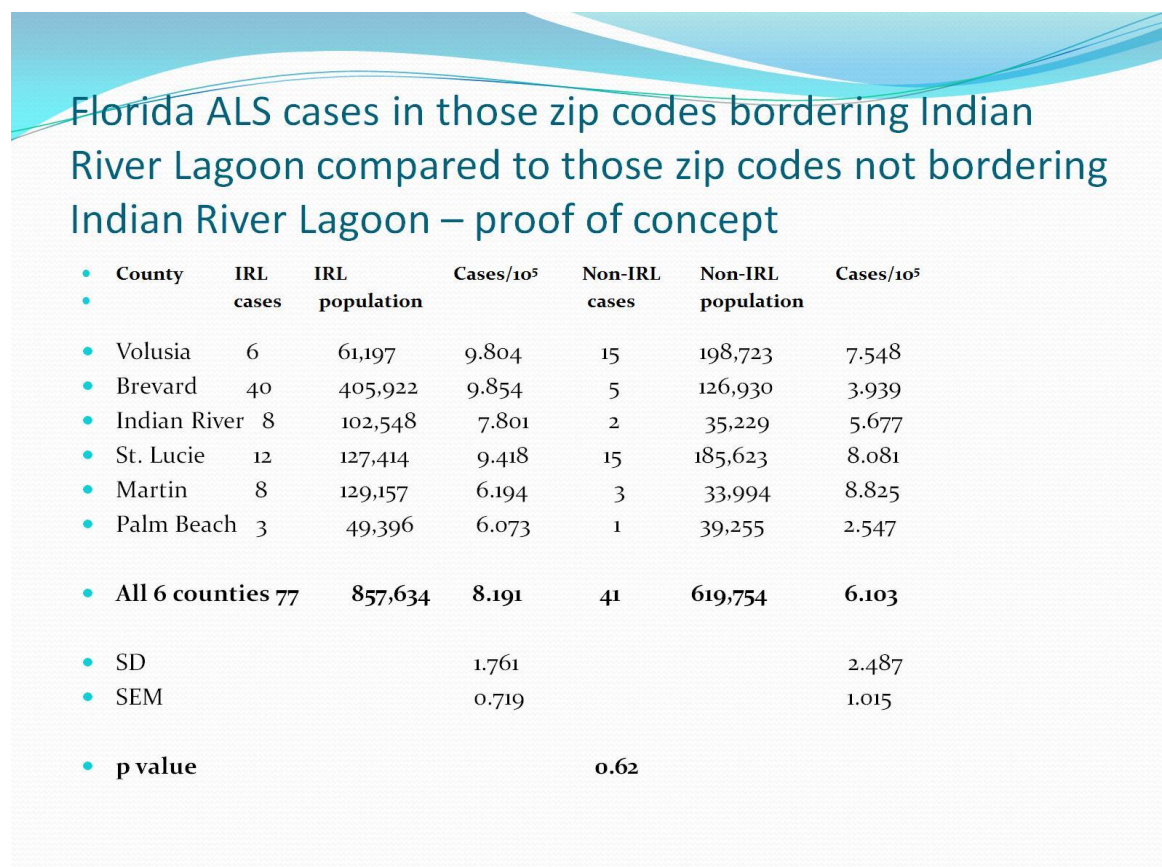 Florida ALS cases in those zip codes bordering Indian
River Lagoon compared to those zip codes not bordering
Indian River Lagoon – proof of concept
• County IRL IRL Cases/10⁵ Non-IRL Non-IRL Cases/10⁵
• cases population cases population
• Volusia 6 61,197 9.804 15 198,723 7.548
• Brevard 40 405,922 9.854 5 126,930 3.939
• Indian River 8 102,548 7.801 2 35,229 5.677
• St. Lucie 12 127,414 9.418 15 185,623 8.081
• Martin 8 129,157 6.194 3 33,994 8.825
• Palm Beach 3 49,396 6.073 1 39,255 2.547
• All 6 counties 77 857,634 8.191 41 619,754 6.103
• SD 1.761 2.487
• SEM 0.719 1.015
• p value 0.62